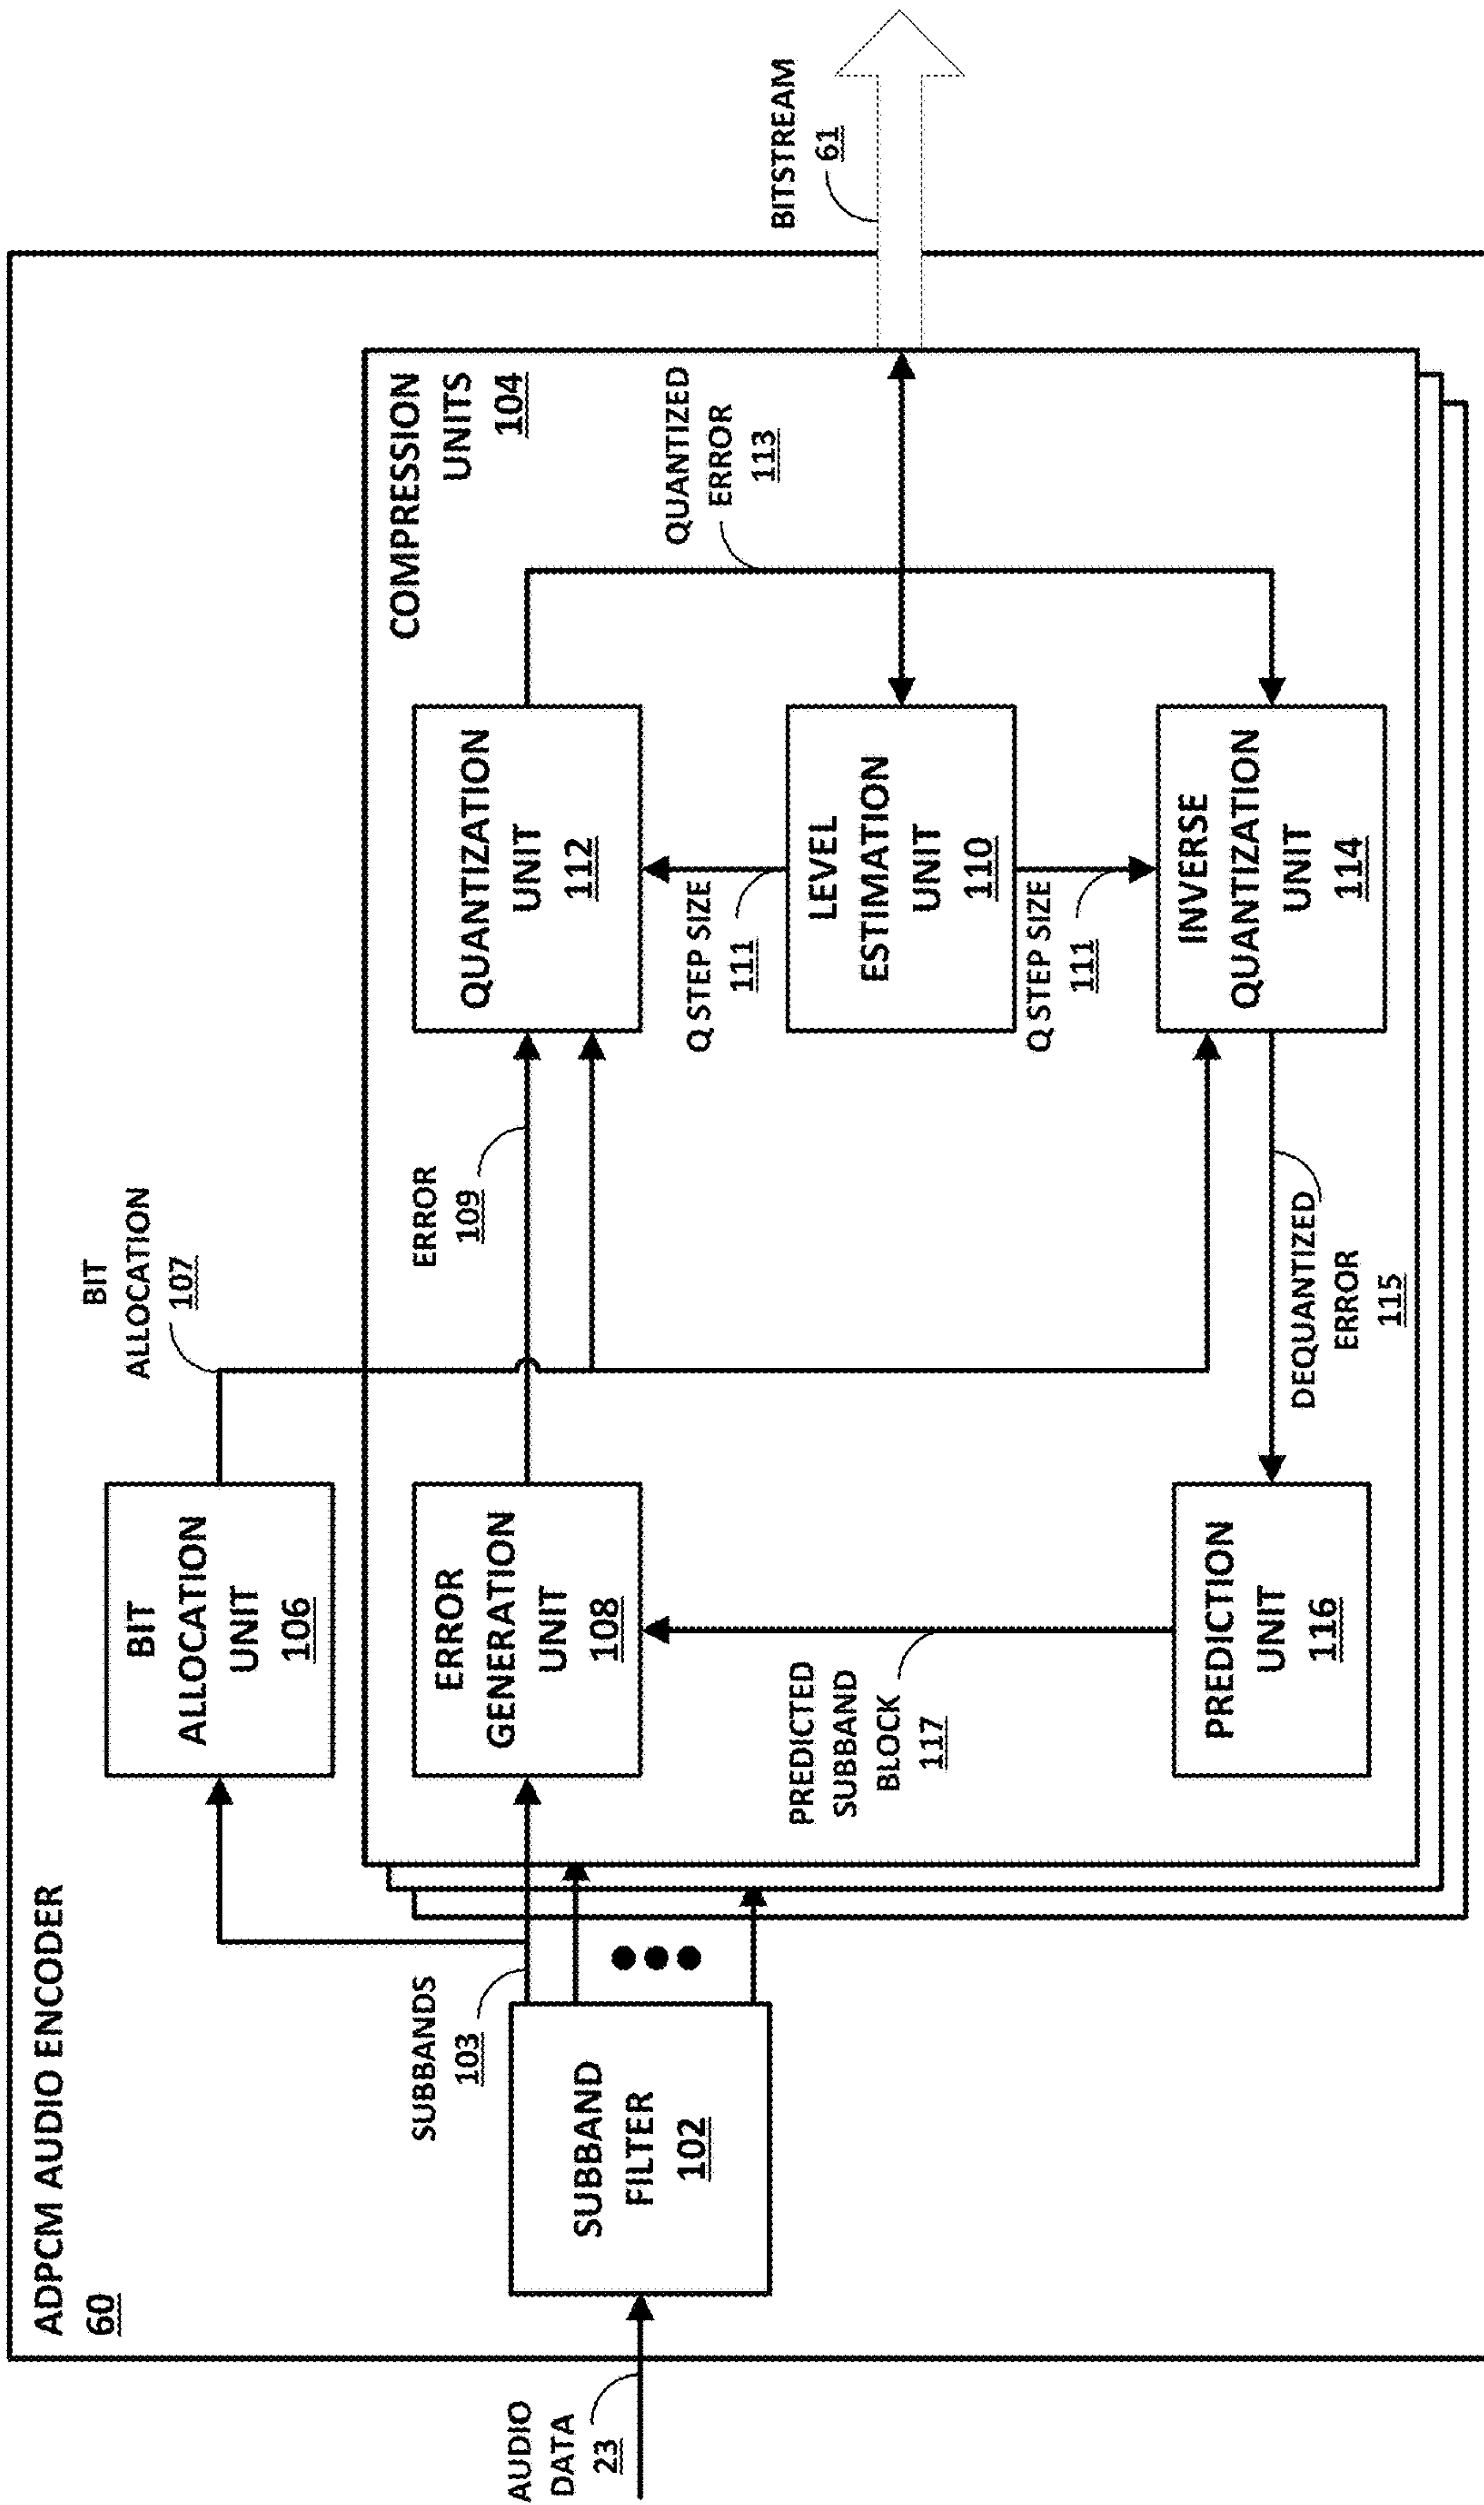 ADPCM AUDIO ENCODER
60
AUDIO
DATA
23
SUBBAND
FILTER
102
SUBBANDS
103
BIT
ALLOCATION
UNIT
106
BIT
ALLOCATION
107
COMPRESSION
UNITS
104
ERROR
GENERATION
UNIT
108
ERROR
109
QUANTIZATION
UNIT
112
QUANTIZED
ERROR
113
Q STEP SIZE
111
LEVEL
ESTIMATION
UNIT
110
Q STEP SIZE
111
INVERSE
QUANTIZATION
UNIT
114
DEQUANTIZED
ERROR
115
PREDICTION
UNIT
116
PREDICTED
SUBBAND
BLOCK
117
BITSTREAM
61